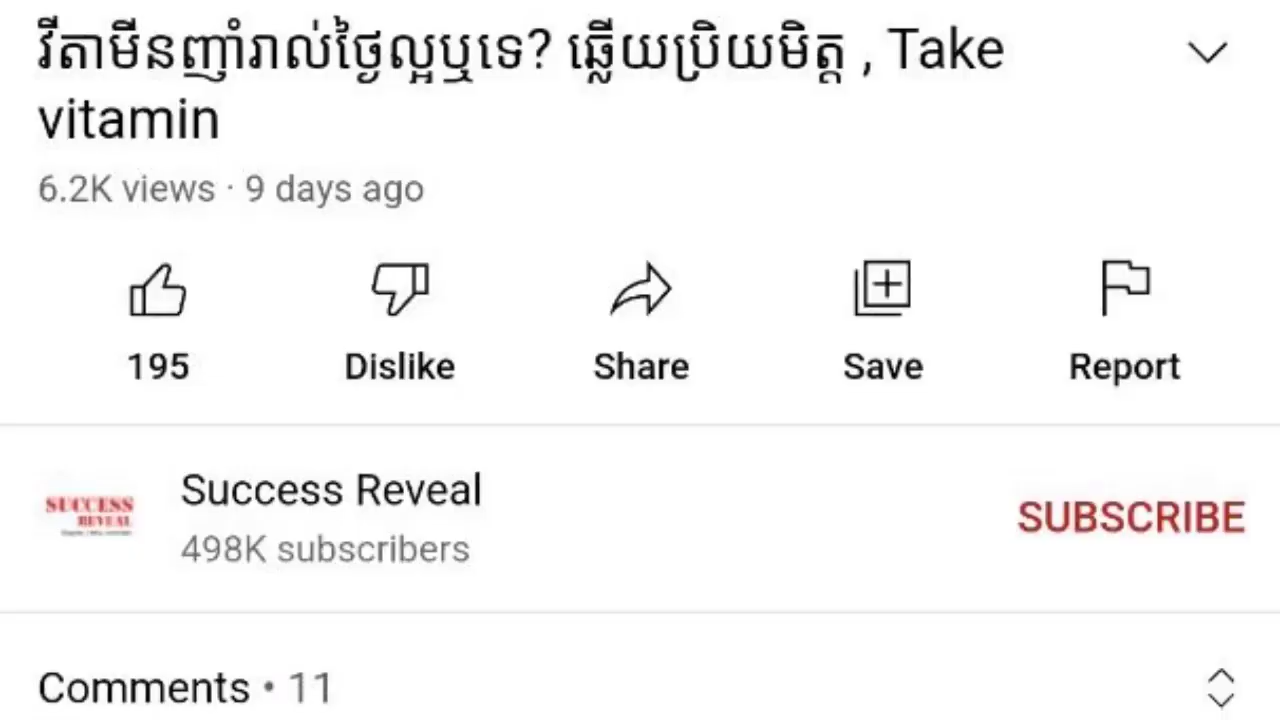 វីតាមីនញ៉ាំរាល់ថ្ងៃល្អឬទេ? ឆ្លើយប្រិយមិត្ត , Take
vitamin
6.2K views · 9 days ago
195 Dislike Share Save Report
SUCCESS
REVEAL
Success Reveal
498K subscribers
SUBSCRIBE
Comments • 11